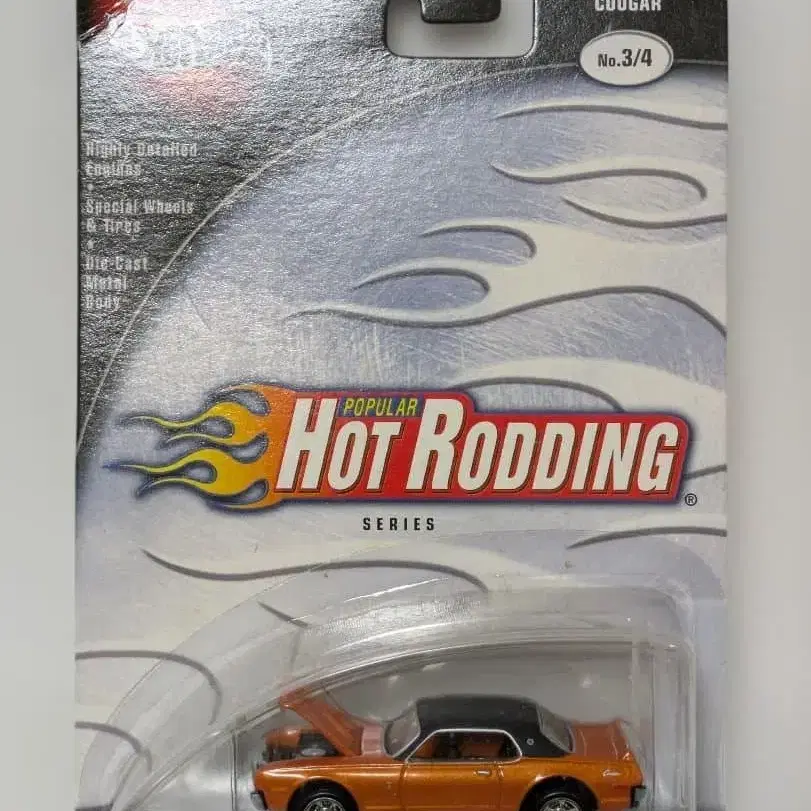 COUGAR
No.3/4
Highly Detailed
Engines
•
Special Wheels
& Tires
•
Die-Cast
Metal
Body
POPULAR
HOT RODDING
®
SERIES